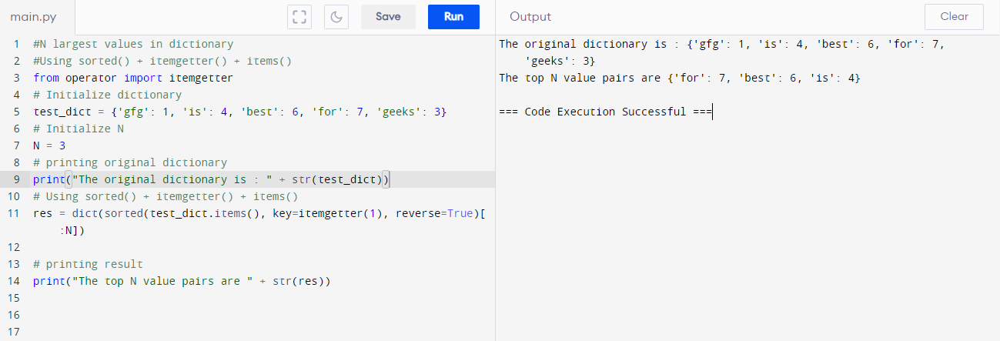 main.py
Save
Run
Output
Clear
1 #N largest values in dictionary
2 #Using sorted() + itemgetter() + items()
3 from operator import itemgetter
4 # Initialize dictionary
5 test_dict = {'gfg': 1, 'is': 4, 'best': 6, 'for': 7, 'geeks': 3}
6 # Initialize N
7 N = 3
8 # printing original dictionary
9 print("The original dictionary is : " + str(test_dict))
10 # Using sorted() + itemgetter() + items()
11 res = dict(sorted(test_dict.items(), key=itemgetter(1), reverse=True)[
:N])
12
13 # printing result
14 print("The top N value pairs are " + str(res))
15
16
17
The original dictionary is : {'gfg': 1, 'is': 4, 'best': 6, 'for': 7,
'geeks': 3}
The top N value pairs are {'for': 7, 'best': 6, 'is': 4}
=== Code Execution Successful ===